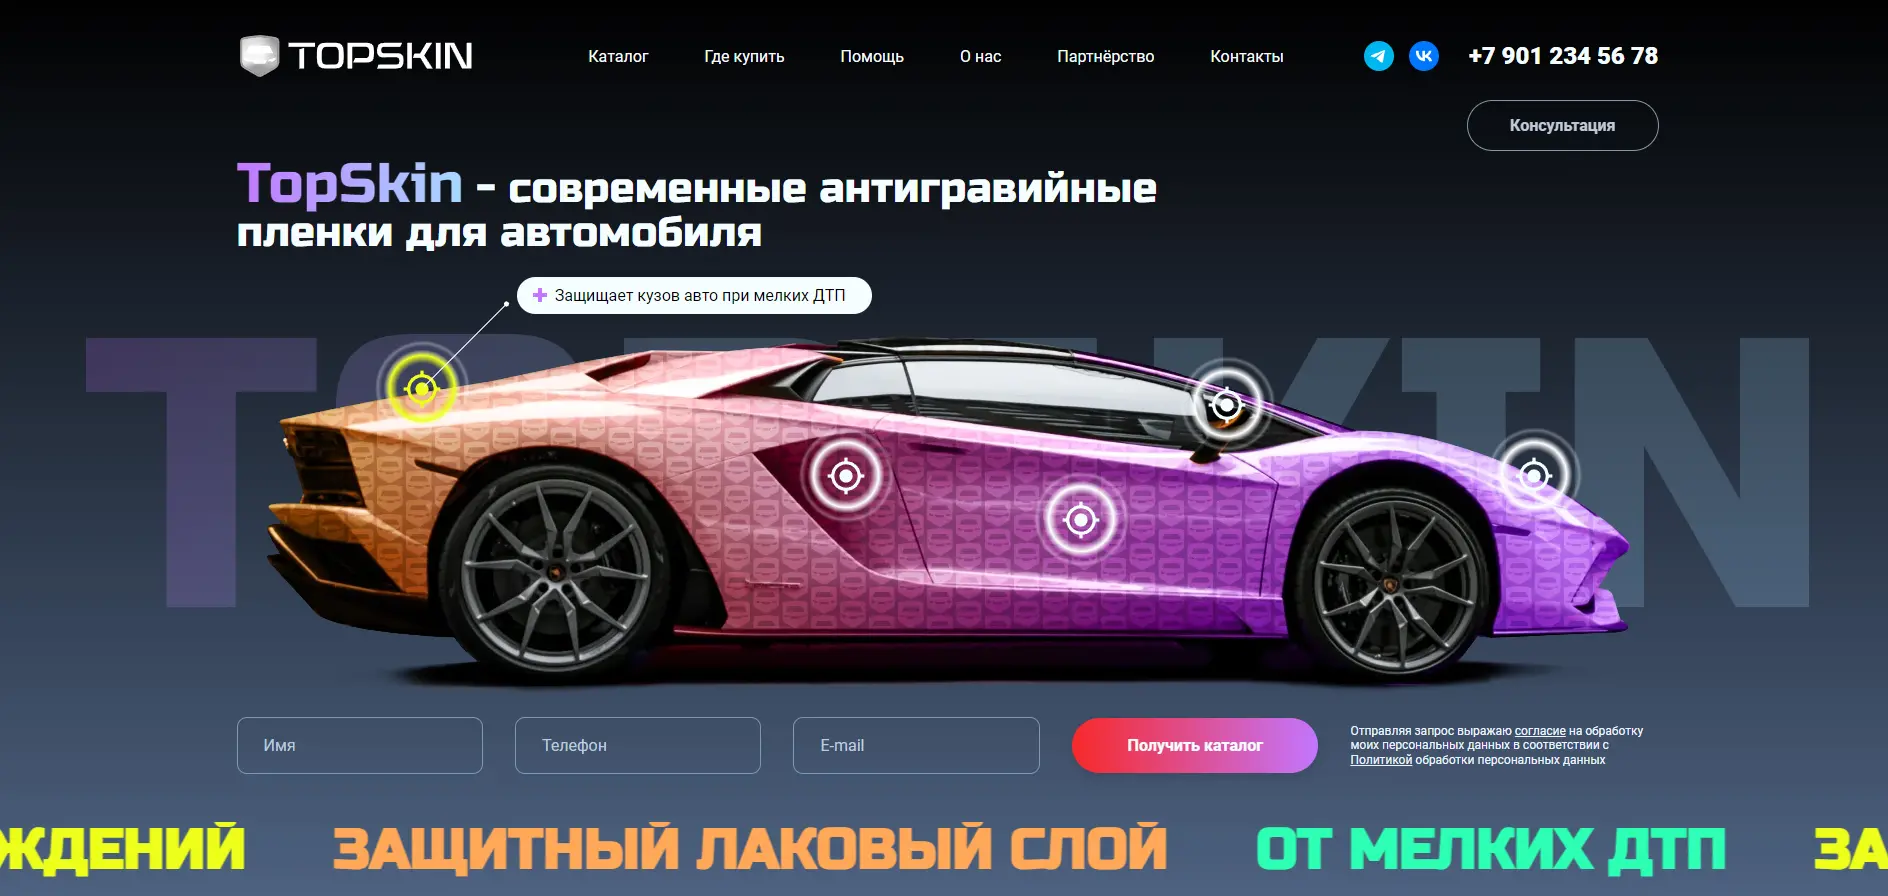 TOPSKIN
Каталог
Где купить
Помощь
О нас
Партнёрство
Контакты
+7 901 234 56 78
Консультация
TopSkin - современные антигравийные
пленки для автомобиля
Защищает кузов авто при мелких ДТП
TOPSKIN
Имя
Телефон
E-mail
Получить каталог
Отправляя запрос выражаю согласие на обработку
моих персональных данных в соответствии с
Политикой обработки персональных данных
ЖДЕНИЙ ЗАЩИТНЫЙ ЛАКОВЫЙ СЛОЙ ОТ МЕЛКИХ ДТП ЗА